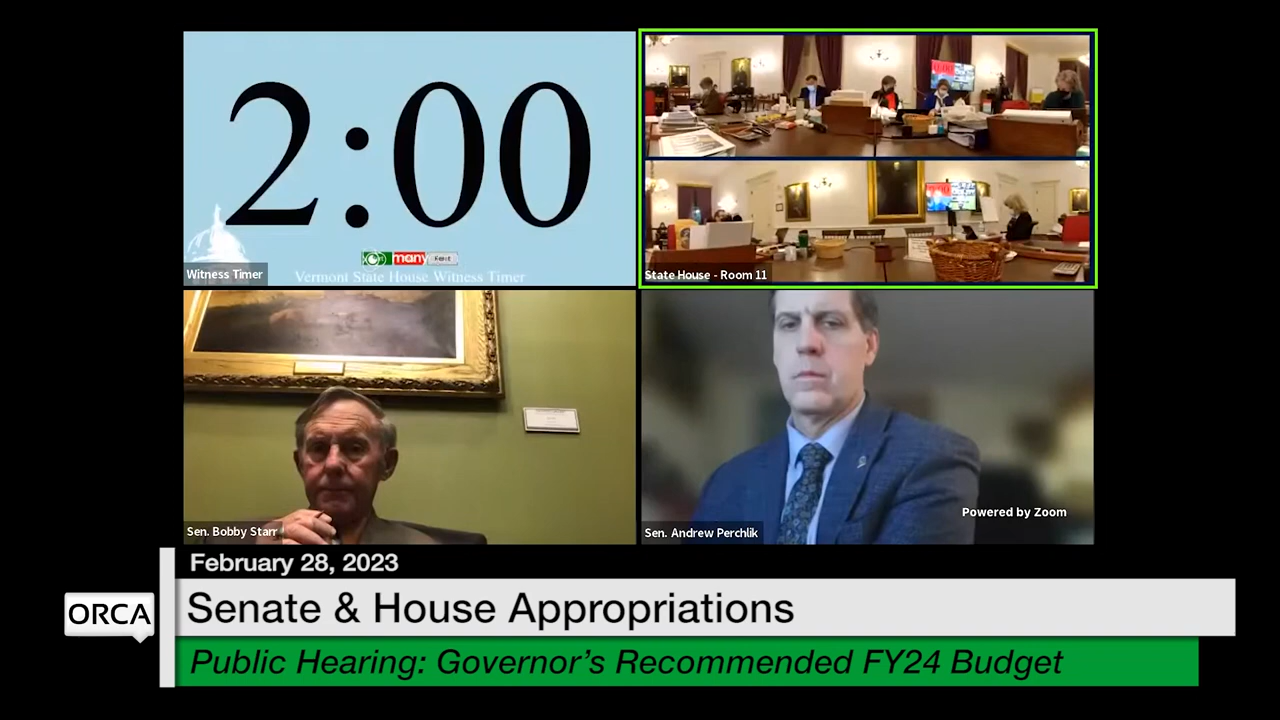 2:00
many
Vermont State House Witness Timer
Witness Timer
State House - Room 11
Sen. Bobby Starr
Sen. Andrew Perchlik
Powered by Zoom
February 28, 2023
ORCA
Senate & House Appropriations
Public Hearing: Governor's Recommended FY24 Budget